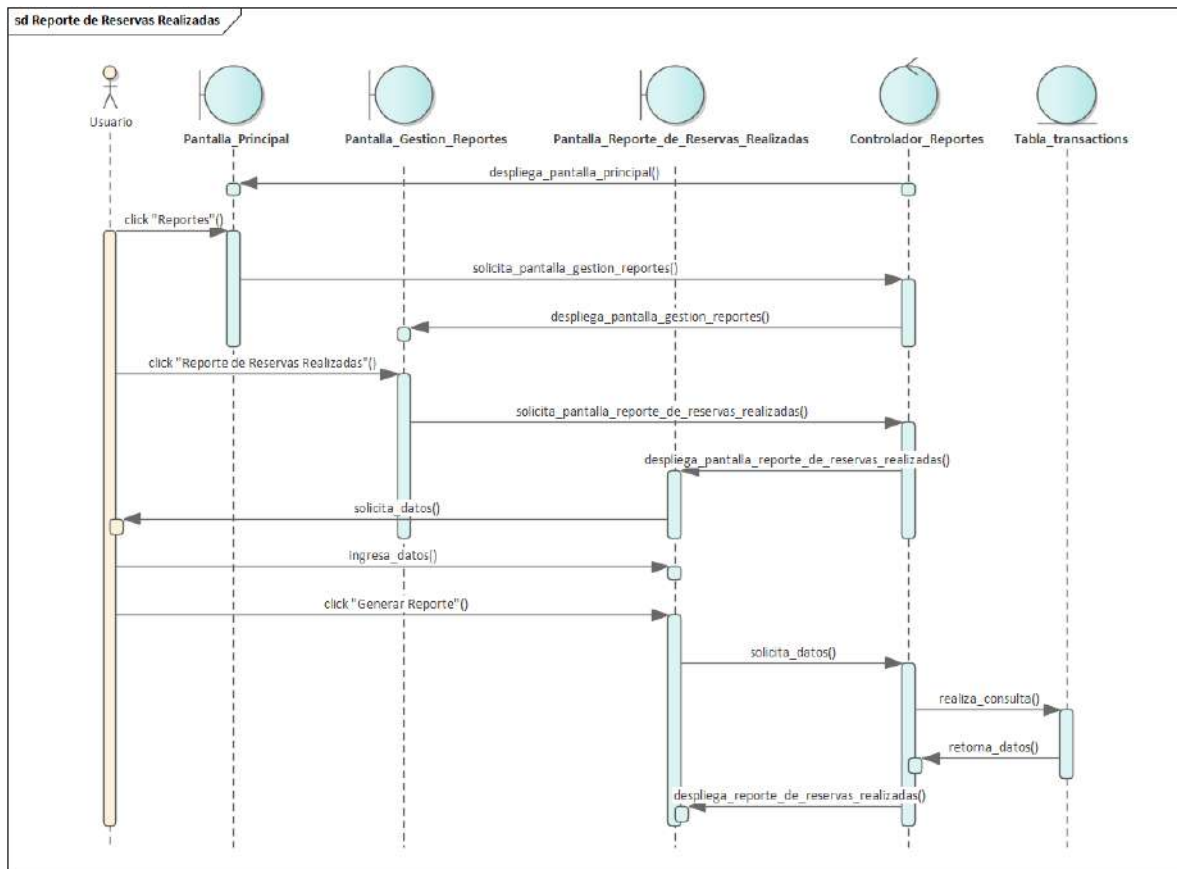 sd Reporte de Reservas Realizadas
Usuario
Pantalla_Principal
Pantalla_Gestion_Reportes
Pantalla_Reporte_de_Reservas_Realizadas
Controlador_Reportes
Tabla_transactions
despliega_pantalla_principal()
click "Reportes"()
solicita_pantalla_gestion_reportes()
despliega_pantalla_gestion_reportes()
click "Reporte de Reservas Realizadas"()
solicita_pantalla_reporte_de_reservas_realizadas()
despliega_pantalla_reporte_de_reservas_realizadas()
solicita_datos()
ingresa_datos()
click "Generar Reporte"()
solicita_datos()
realiza_consulta()
retorna_datos()
despliega_reporte_de_reservas_realizadas()